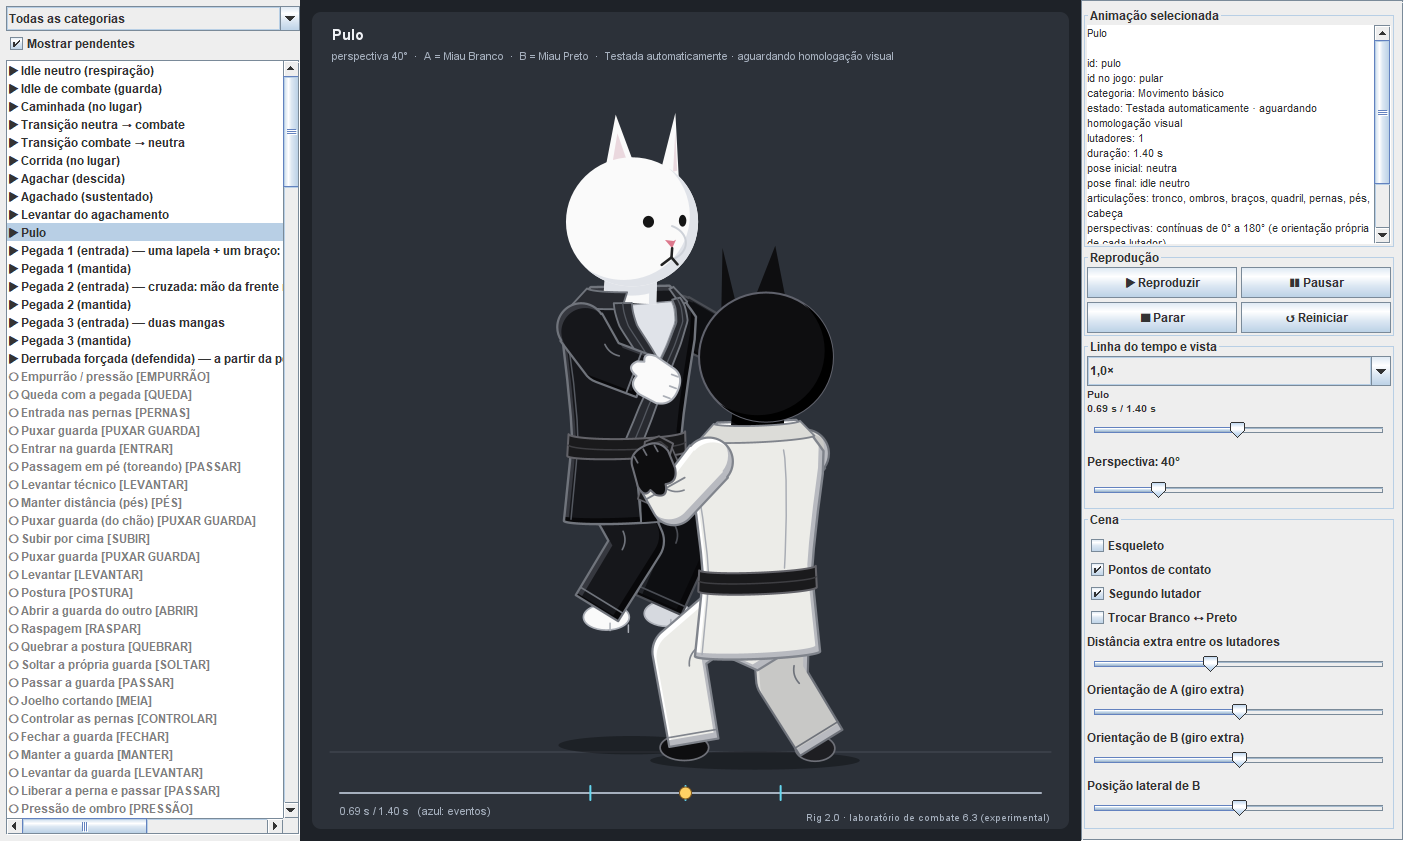 Todas as categorias
Mostrar pendentes
Idle neutro (respiração)
Idle de combate (guarda)
Caminhada (no lugar)
Transição neutra → combate
Transição combate → neutra
Corrida (no lugar)
Agachar (descida)
Agachado (sustentado)
Levantar do agachamento
Pulo
Pegada 1 (entrada) — uma lapela + um braço:
Pegada 1 (mantida)
Pegada 2 (entrada) — cruzada: mão da frente
Pegada 2 (mantida)
Pegada 3 (entrada) — duas mangas
Pegada 3 (mantida)
Derrubada forçada (defendida) — a partir da p
Empurrão / pressão [EMPURRÃO]
Queda com a pegada [QUEDA]
Entrada nas pernas [PERNAS]
Puxar guarda [PUXAR GUARDA]
Entrar na guarda [ENTRAR]
Passagem em pé (toreando) [PASSAR]
Levantar técnico [LEVANTAR]
Manter distância (pés) [PÉS]
Puxar guarda (do chão) [PUXAR GUARDA]
Subir por cima [SUBIR]
Puxar guarda [PUXAR GUARDA]
Levantar [LEVANTAR]
Postura [POSTURA]
Abrir a guarda do outro [ABRIR]
Raspagem [RASPAR]
Quebrar a postura [QUEBRAR]
Soltar a própria guarda [SOLTAR]
Passar a guarda [PASSAR]
Joelho cortando [MEIA]
Controlar as pernas [CONTROLAR]
Fechar a guarda [FECHAR]
Manter a guarda [MANTER]
Levantar da guarda [LEVANTAR]
Liberar a perna e passar [PASSAR]
Pressão de ombro [PRESSÃO]
Pulo
perspectiva 40° · A = Miau Branco · B = Miau Preto · Testada automaticamente · aguardando homologação visual
0.69 s / 1.40 s (azul: eventos)
Rig 2.0 · laboratório de combate 6.3 (experimental)
Animação selecionada
Pulo
id: pulo
id no jogo: pular
categoria: Movimento básico
estado: Testada automaticamente · aguardando
homologação visual
lutadores: 1
duração: 1.40 s
pose inicial: neutra
pose final: idle neutro
articulações: tronco, ombros, braços, quadril, pernas, pés,
cabeça
perspectivas: contínuas de 0° a 180° (e orientação própria
de cada lutador)
Reprodução
Reproduzir
Pausar
Parar
Reiniciar
Linha do tempo e vista
1,0×
Pulo
0.69 s / 1.40 s
Perspectiva: 40°
Cena
Esqueleto
Pontos de contato
Segundo lutador
Trocar Branco ↔ Preto
Distância extra entre os lutadores
Orientação de A (giro extra)
Orientação de B (giro extra)
Posição lateral de B